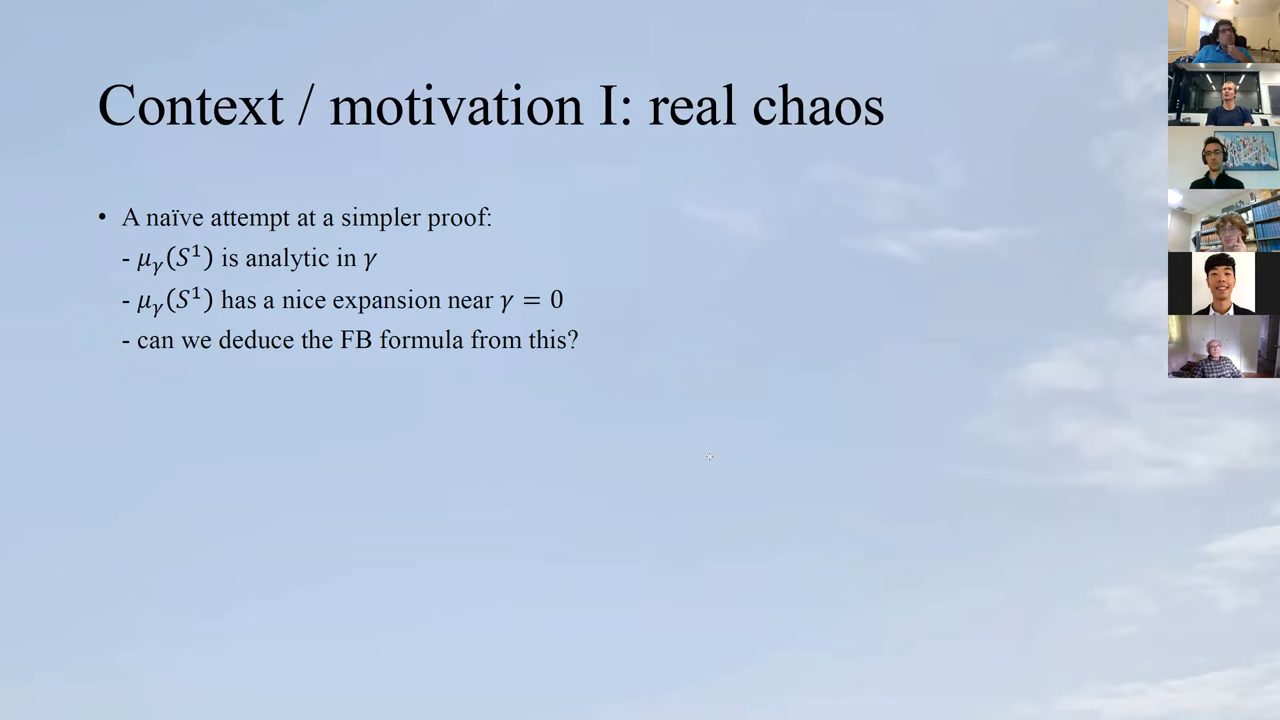 Context / motivation I: real chaos
• A naïve attempt at a simpler proof:
- μ_γ(S¹) is analytic in γ
- μ_γ(S¹) has a nice expansion near γ = 0
- can we deduce the FB formula from this?